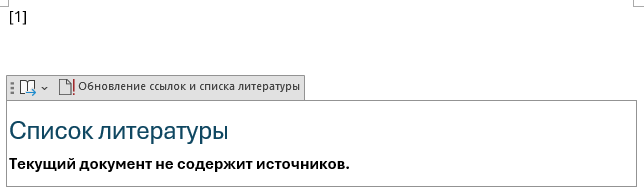 [1]
Обновление ссылок и списка литературы
Список литературы
Текущий документ не содержит источников.